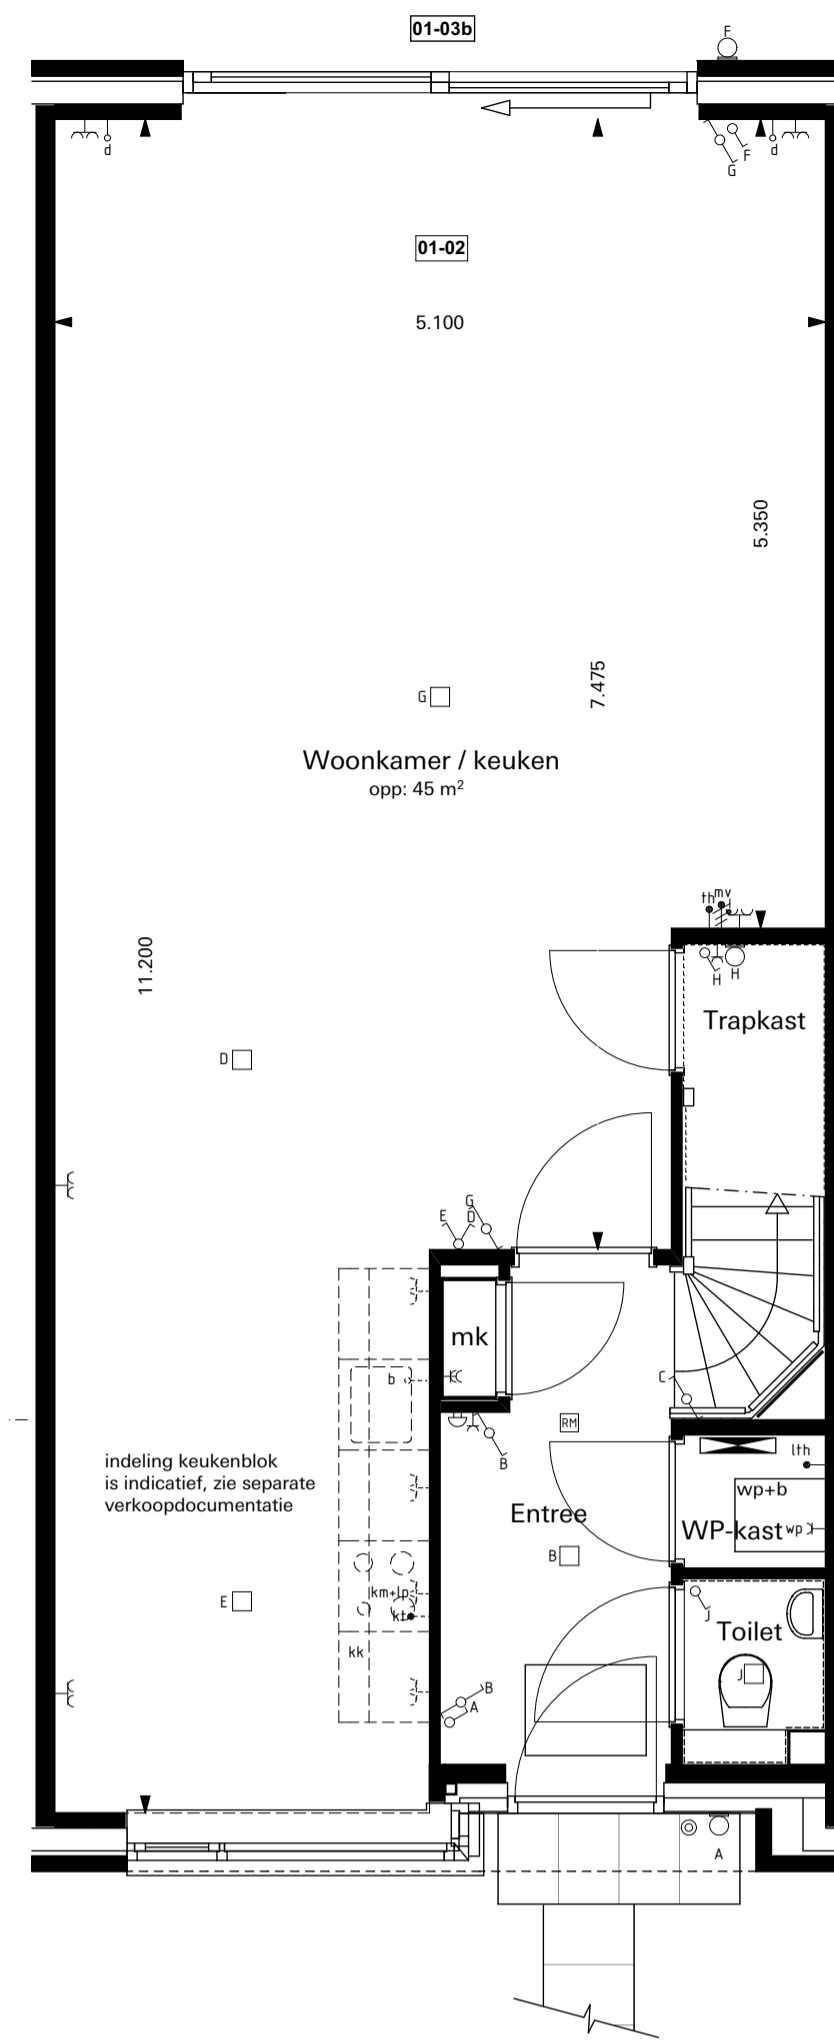 01-03b
F
d
F
G
d
01-02
5.100
5.350
7.475
G
Woonkamer / keuken
opp: 45 m²
th
mv
H
H
Trapkast
11.200
D
G
E
D
mk
b
C
RM
B
indeling keukenblok
is indicatief, zie separate
verkoopdocumentatie
lth
wp+b
Entree
WP-kast
wp
B
km+lp
kt
E
J
Toilet
kk
J
B
A
A